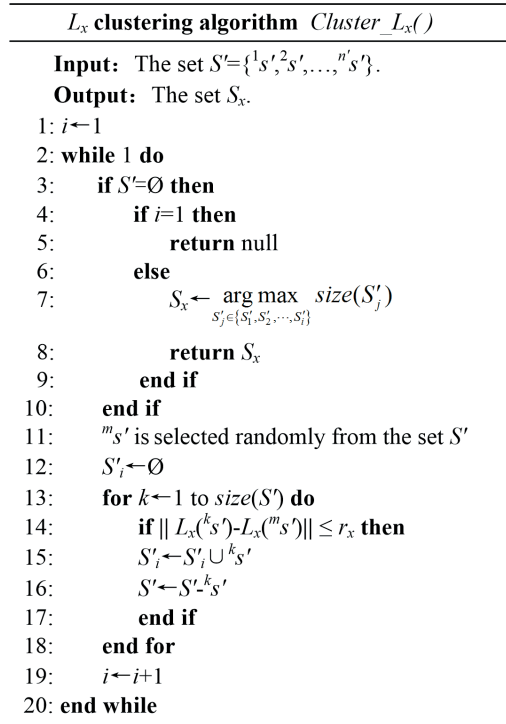 Lx clustering algorithm Cluster_Lx()
Input: The set S'={¹s',²s',…,ⁿ's'}.
Output: The set Sx.
1: i←1
2: while 1 do
3: if S'=Ø then
4: if i=1 then
5: return null
6: else
7: Sx← arg max size(S'j)
S'j∈{S'1,S'2,⋯,S'i}
8: return Sx
9: end if
10: end if
11: ᵐs' is selected randomly from the set S'
12: S'i←Ø
13: for k←1 to size(S') do
14: if || Lx(ᵏs')-Lx(ᵐs')|| ≤ rx then
15: S'i←S'i∪ᵏs'
16: S'←S'-ᵏs'
17: end if
18: end for
19: i←i+1
20: end while